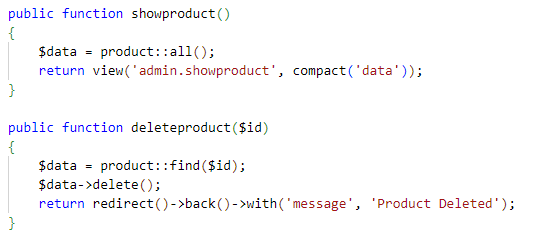 public function showproduct()
{
    $data = product::all();
    return view('admin.showproduct', compact('data'));
}

public function deleteproduct($id)
{
    $data = product::find($id);
    $data->delete();
    return redirect()->back()->with('message', 'Product Deleted');
}